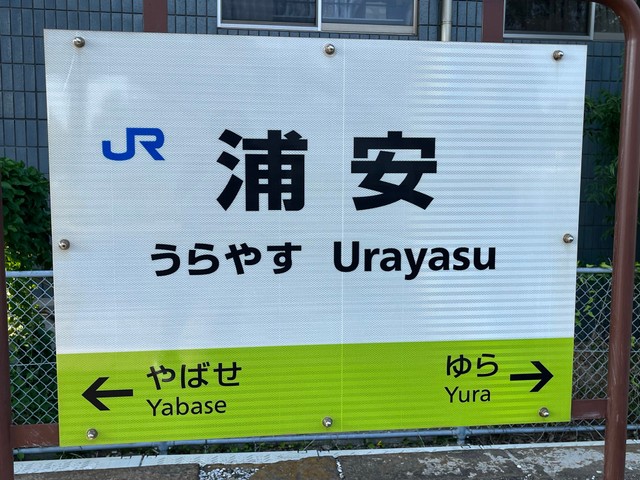 JR 浦安
うらやす Urayasu
← やばせ
Yabase
ゆら →
Yura